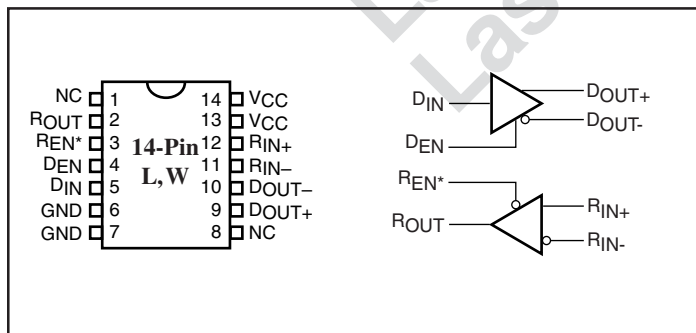 Las
Las
NC 1 14 VCC
ROUT 2 13 VCC
REN* 3 12 RIN+
DEN 4 11 RIN–
DIN 5 10 DOUT–
GND 6 9 DOUT+
GND 7 8 NC
14-Pin
L,W
DIN
DOUT+
DOUT-
DEN
REN*
ROUT
RIN+
RIN-